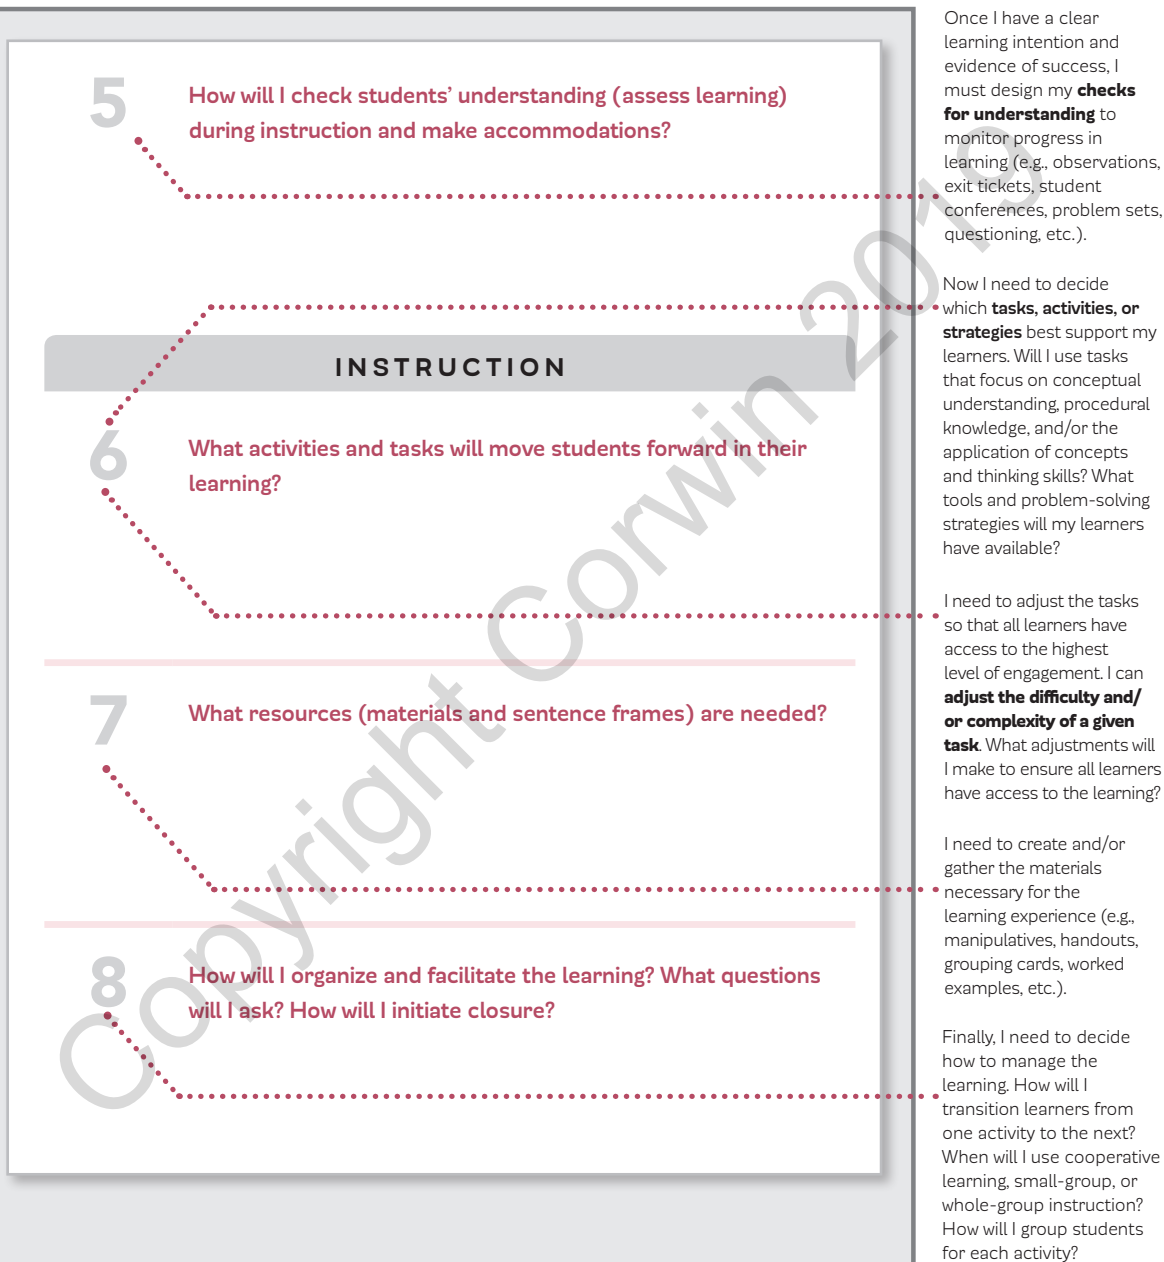 5
How will I check students’ understanding (assess learning)
during instruction and make accommodations?
INSTRUCTION
6
What activities and tasks will move students forward in their
learning?
7
What resources (materials and sentence frames) are needed?
8
How will I organize and facilitate the learning? What questions
will I ask? How will I initiate closure?
Once I have a clear
learning intention and
evidence of success, I
must design my checks
for understanding to
monitor progress in
learning (e.g., observations,
exit tickets, student
conferences, problem sets,
questioning, etc.).
Now I need to decide
which tasks, activities, or
strategies best support my
learners. Will I use tasks
that focus on conceptual
understanding, procedural
knowledge, and/or the
application of concepts
and thinking skills? What
tools and problem-solving
strategies will my learners
have available?
I need to adjust the tasks
so that all learners have
access to the highest
level of engagement. I can
adjust the difficulty and/
or complexity of a given
task. What adjustments will
I make to ensure all learners
have access to the learning?
I need to create and/or
gather the materials
necessary for the
learning experience (e.g.,
manipulatives, handouts,
grouping cards, worked
examples, etc.).
Finally, I need to decide
how to manage the
learning. How will I
transition learners from
one activity to the next?
When will I use cooperative
learning, small-group, or
whole-group instruction?
How will I group students
for each activity?
Copyright Corwin 2019